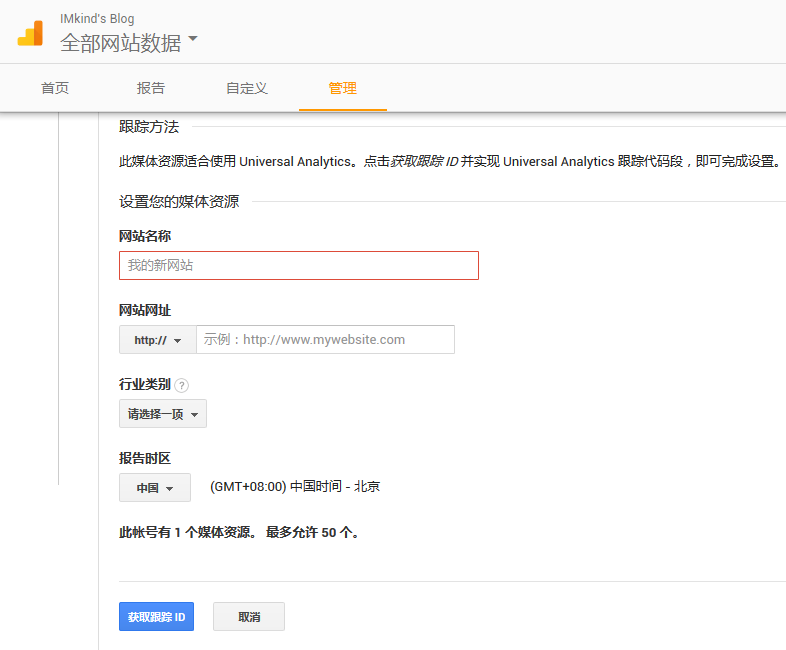 IMkind's Blog
全部网站数据
首页 报告 自定义 管理
跟踪方法
此媒体资源适合使用 Universal Analytics。点击获取跟踪 ID 并实现 Universal Analytics 跟踪代码段，即可完成设置。
设置您的媒体资源
网站名称
我的新网站
网站网址
http:// 示例：http://www.mywebsite.com
行业类别 ?
请选择一项
报告时区
中国 (GMT+08:00) 中国时间 - 北京
此帐号有 1 个媒体资源。 最多允许 50 个。
获取跟踪 ID 取消